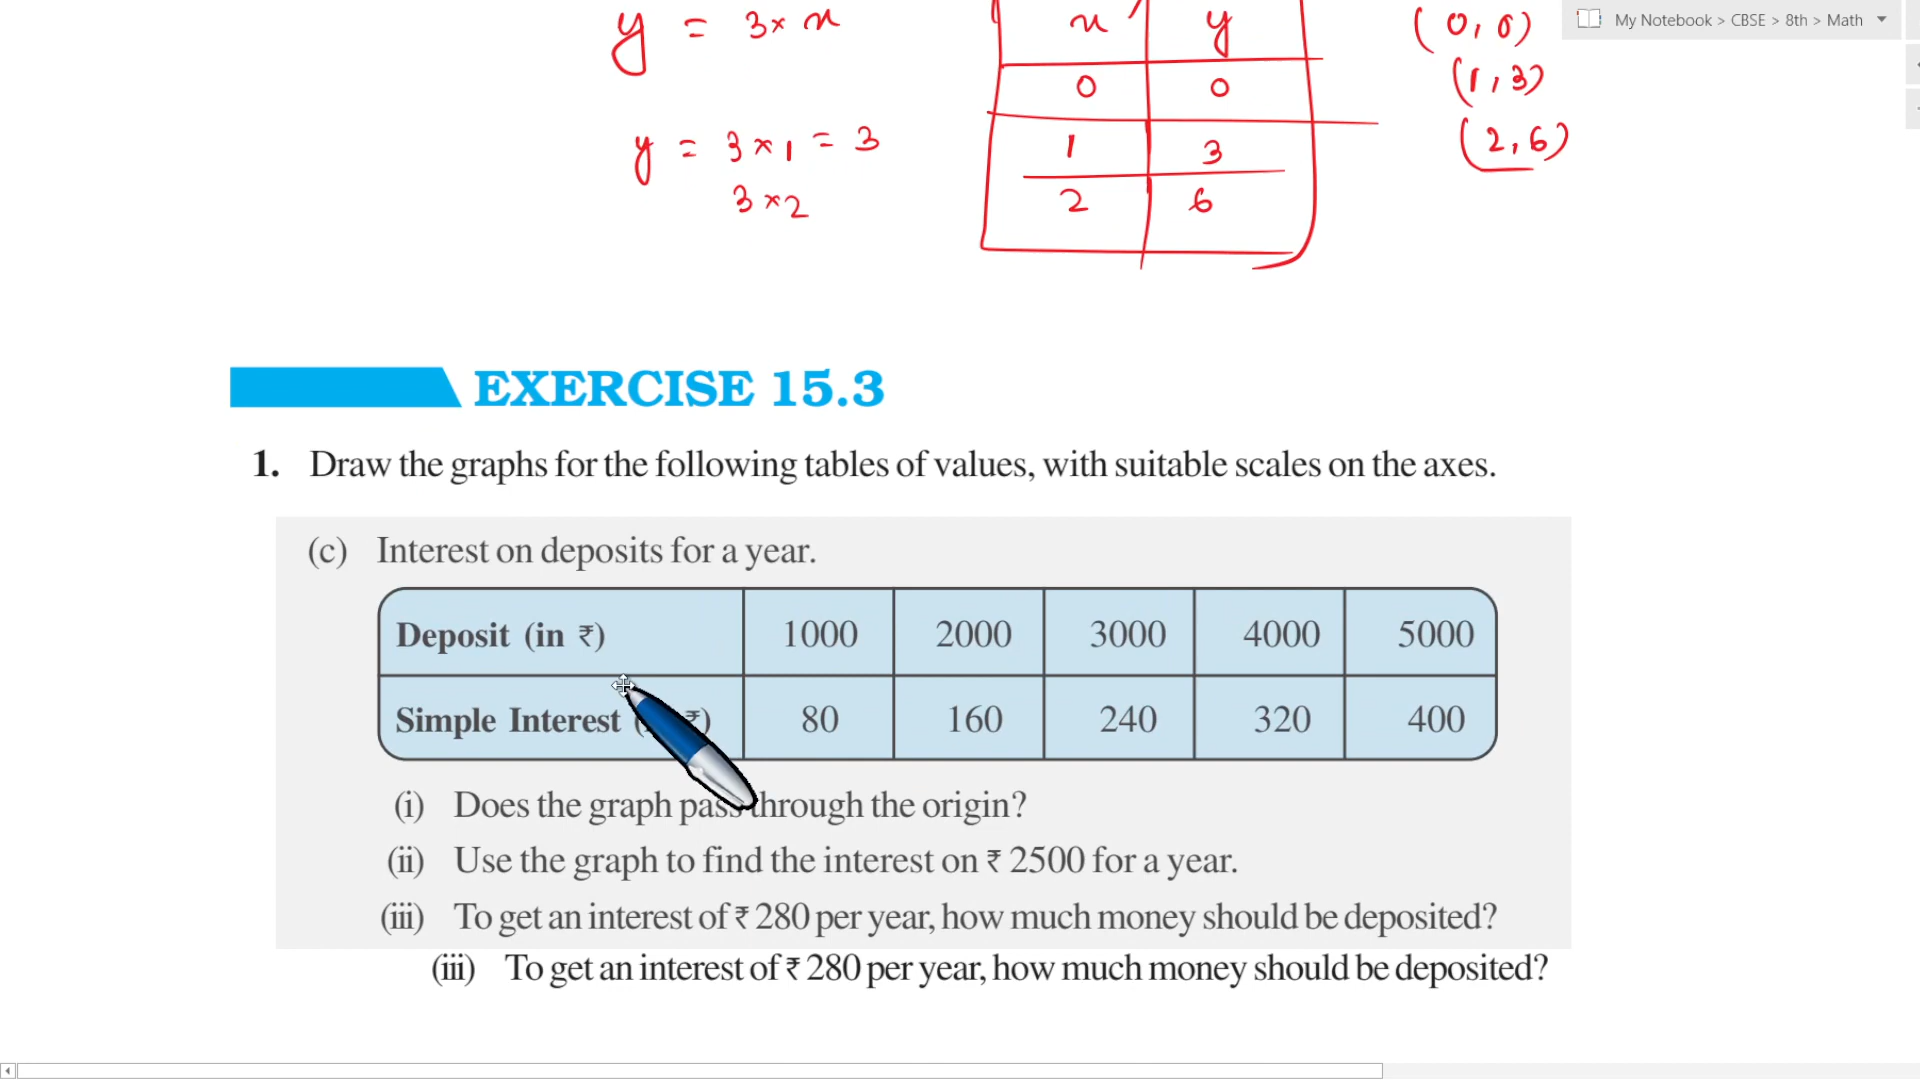 y = 3 × x
x y
(0, 0)
My Notebook > CBSE > 8th > Math
0 0
(1, 3)
y = 3 × 1 = 3
1 3
(2, 6)
3 × 2
2 6
EXERCISE 15.3
1. Draw the graphs for the following tables of values, with suitable scales on the axes.
(c) Interest on deposits for a year.
Deposit (in ₹) 1000 2000 3000 4000 5000
Simple Interest ₹) 80 160 240 320 400
(i) Does the graph pass through the origin?
(ii) Use the graph to find the interest on ₹ 2500 for a year.
(iii) To get an interest of ₹ 280 per year, how much money should be deposited?
(iii) To get an interest of ₹ 280 per year, how much money should be deposited?